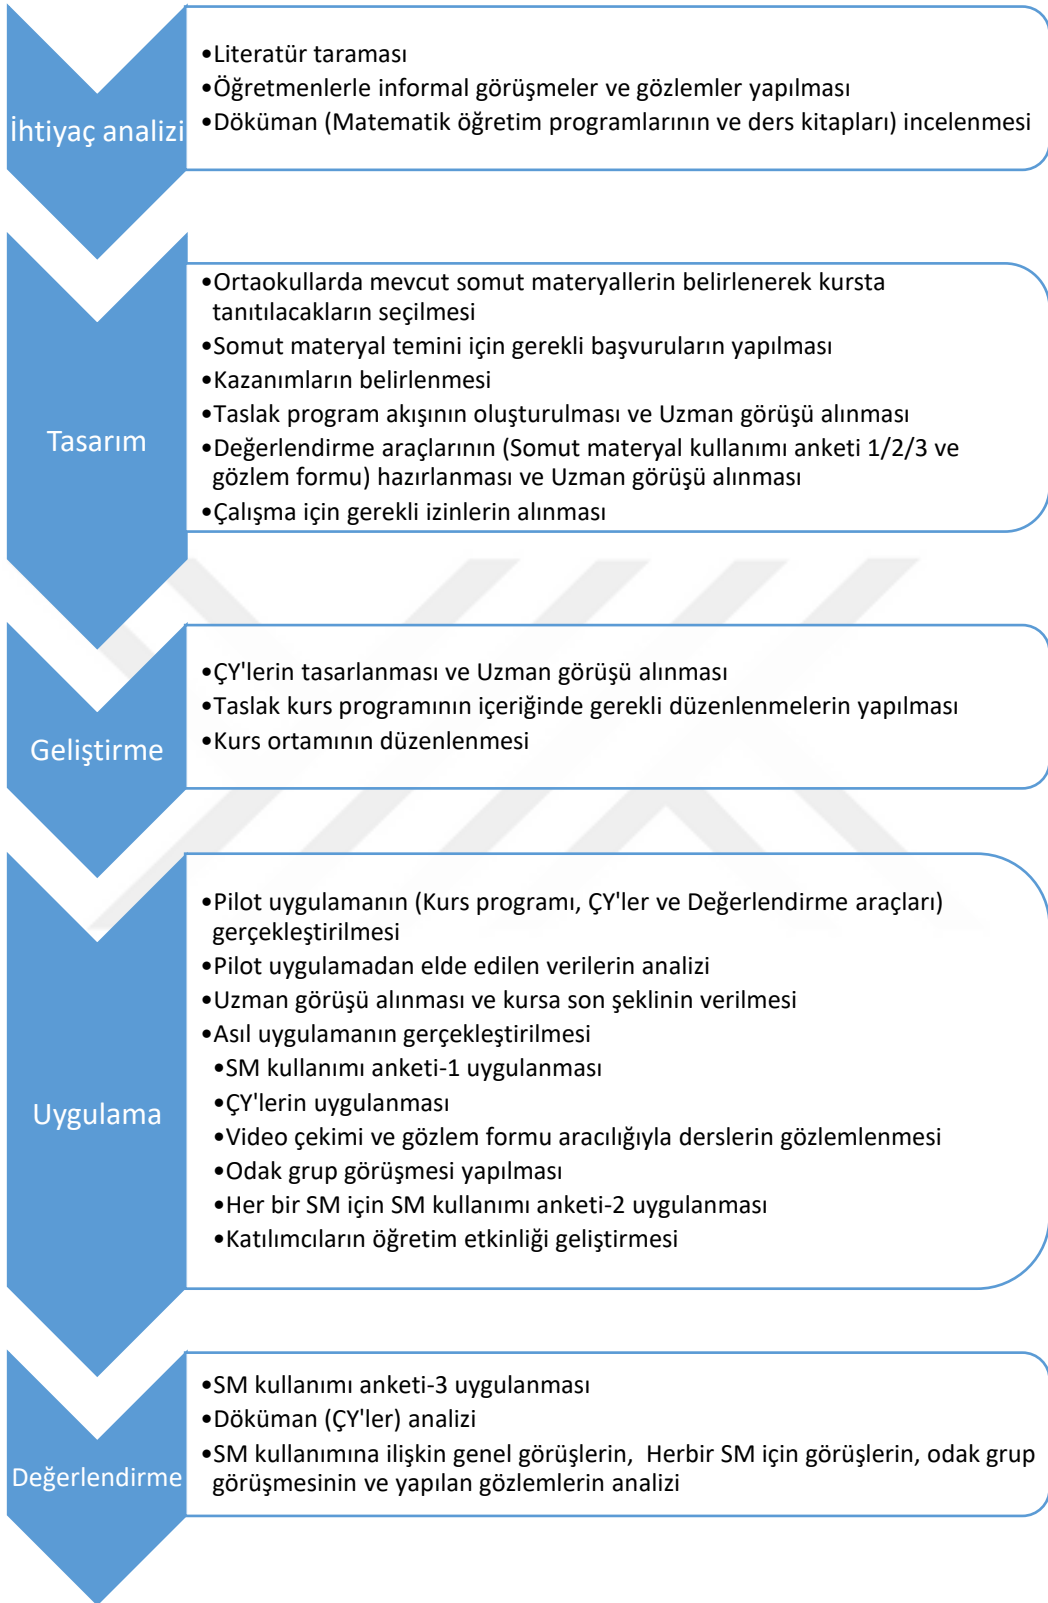 İhtiyaç analizi
•Literatür taraması
•Öğretmenlerle informal görüşmeler ve gözlemler yapılması
•Döküman (Matematik öğretim programlarının ve ders kitapları) incelenmesi
Tasarım
•Ortaokullarda mevcut somut materyallerin belirlenerek kursta
tanıtılacakların seçilmesi
•Somut materyal temini için gerekli başvuruların yapılması
•Kazanımların belirlenmesi
•Taslak program akışının oluşturulması ve Uzman görüşü alınması
•Değerlendirme araçlarının (Somut materyal kullanımı anketi 1/2/3 ve
gözlem formu) hazırlanması ve Uzman görüşü alınması
•Çalışma için gerekli izinlerin alınması
Geliştirme
•ÇY'lerin tasarlanması ve Uzman görüşü alınması
•Taslak kurs programının içeriğinde gerekli düzenlenmelerin yapılması
•Kurs ortamının düzenlenmesi
Uygulama
•Pilot uygulamanın (Kurs programı, ÇY'ler ve Değerlendirme araçları)
gerçekleştirilmesi
•Pilot uygulamadan elde edilen verilerin analizi
•Uzman görüşü alınması ve kursa son şeklinin verilmesi
•Asıl uygulamanın gerçekleştirilmesi
•SM kullanımı anketi-1 uygulanması
•ÇY'lerin uygulanması
•Video çekimi ve gözlem formu aracılığıyla derslerin gözlemlenmesi
•Odak grup görüşmesi yapılması
•Her bir SM için SM kullanımı anketi-2 uygulanması
•Katılımcıların öğretim etkinliği geliştirmesi
Değerlendirme
•SM kullanımı anketi-3 uygulanması
•Döküman (ÇY'ler) analizi
•SM kullanımına ilişkin genel görüşlerin, Herbir SM için görüşlerin, odak grup
görüşmesinin ve yapılan gözlemlerin analizi